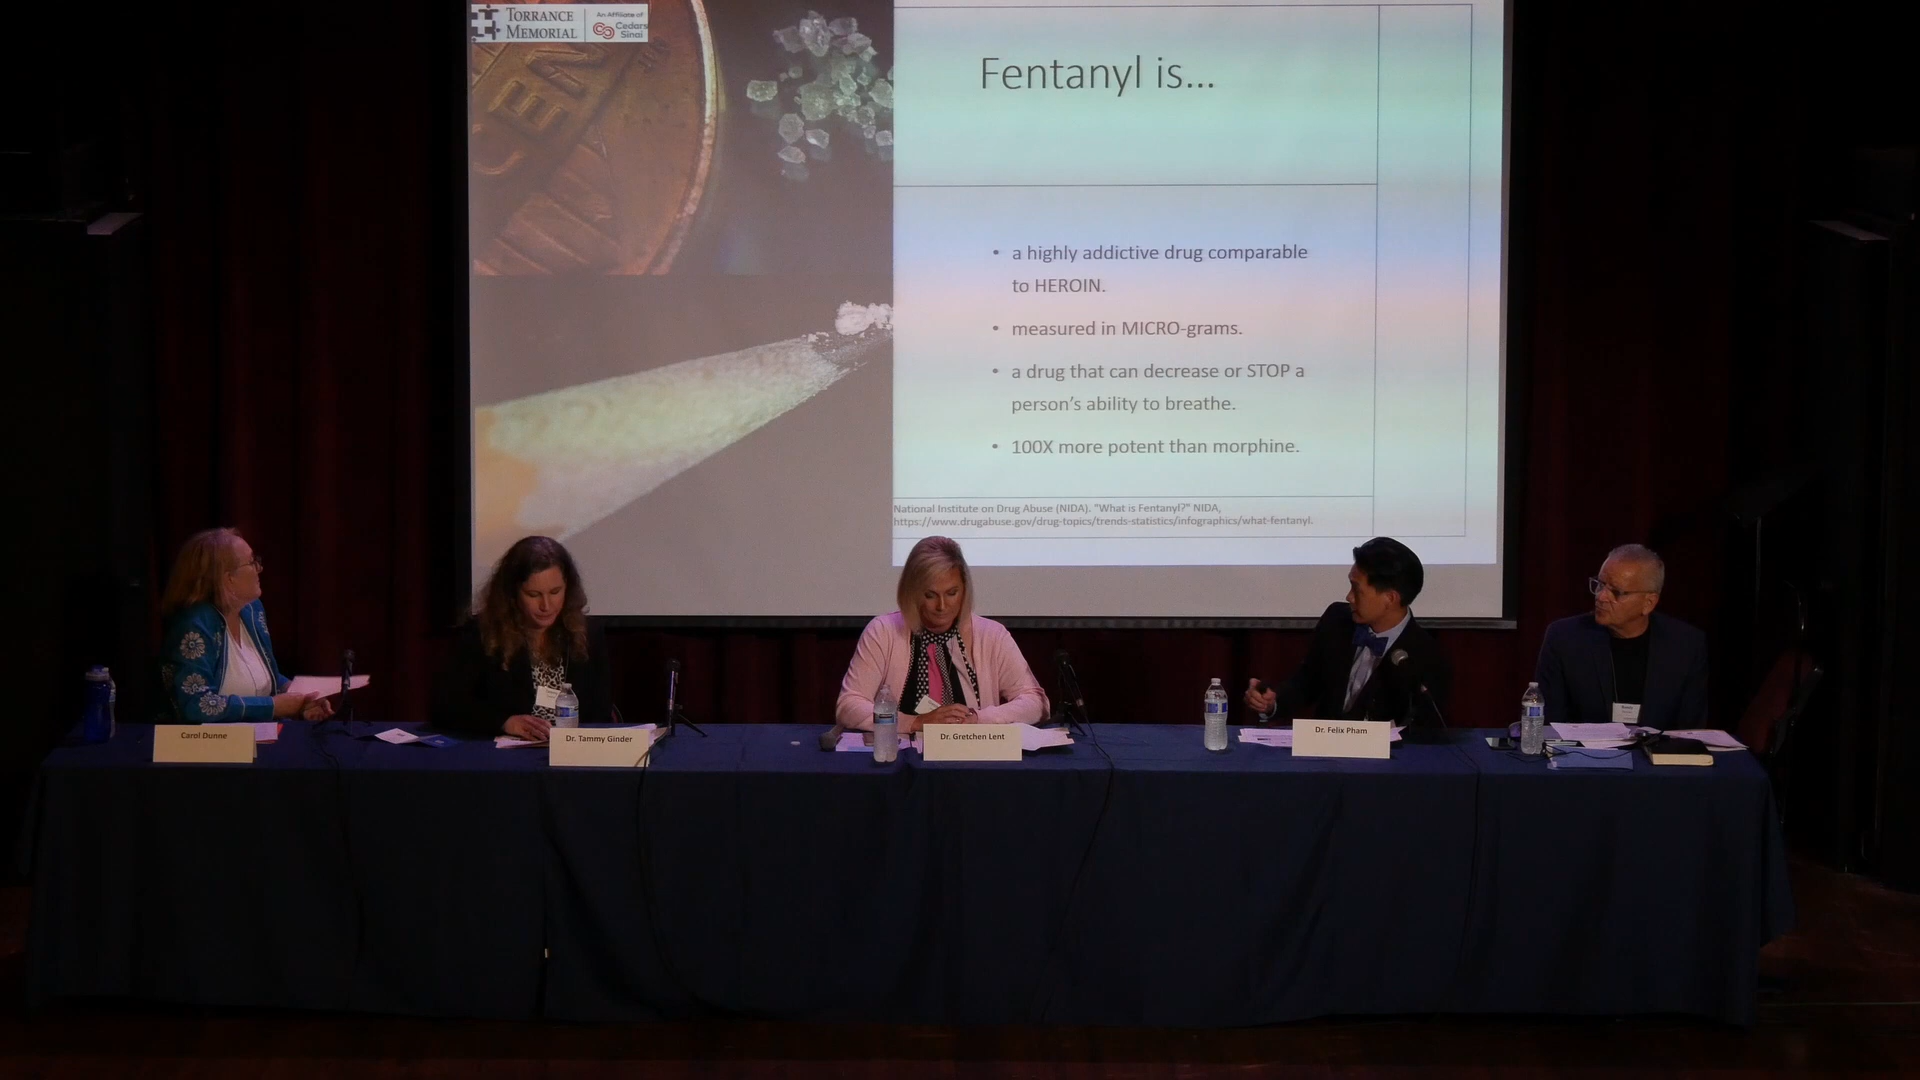 TORRANCE
MEMORIAL
An Affiliate of
Cedars
Sinai
CEN
Fentanyl is...
• a highly addictive drug comparable
to HEROIN.
• measured in MICRO-grams.
• a drug that can decrease or STOP a
person's ability to breathe.
• 100X more potent than morphine.
National Institute on Drug Abuse (NIDA). "What is Fentanyl?" NIDA,
https://www.drugabuse.gov/drug-topics/trends-statistics/infographics/what-fentanyl.
Carol Dunne
Dr. Tammy Ginder
Dr. Gretchen Lent
Dr. Felix Pham